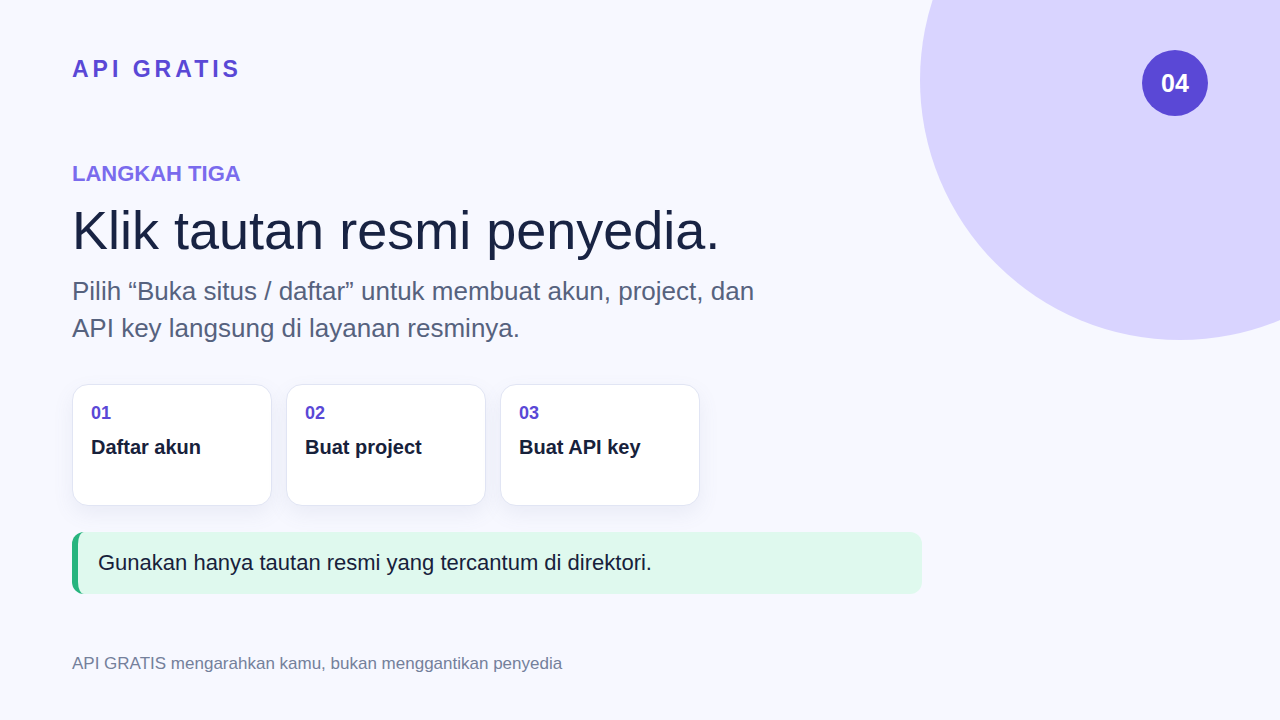 API GRATIS
04
LANGKAH TIGA
Klik tautan resmi penyedia.
Pilih “Buka situs / daftar” untuk membuat akun, project, dan
API key langsung di layanan resminya.
01
Daftar akun
02
Buat project
03
Buat API key
Gunakan hanya tautan resmi yang tercantum di direktori.
API GRATIS mengarahkan kamu, bukan menggantikan penyedia